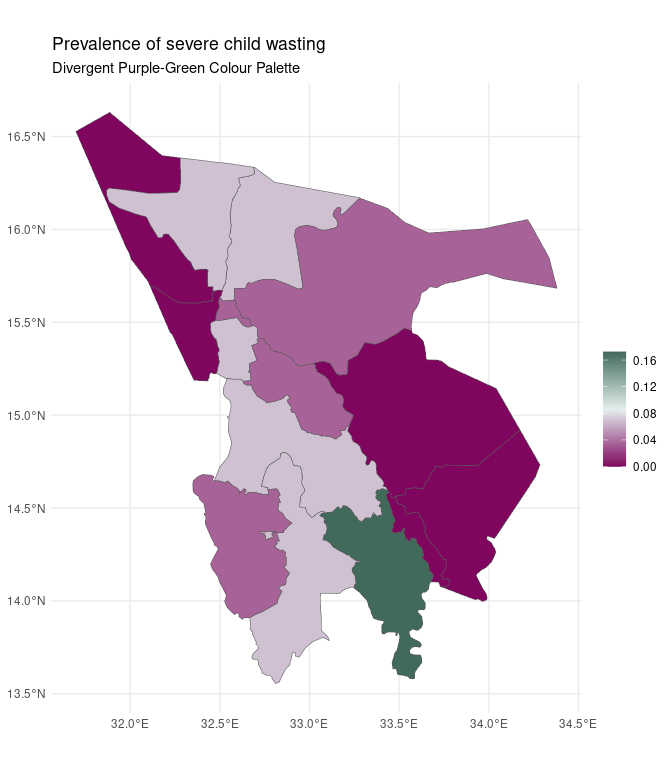 Prevalence of severe child wasting
Divergent Purple-Green Colour Palette
16.5°N
16.0°N
15.5°N
15.0°N
14.5°N
14.0°N
13.5°N
32.0°E 32.5°E 33.0°E 33.5°E 34.0°E 34.5°E
0.16
0.12
0.08
0.04
0.00